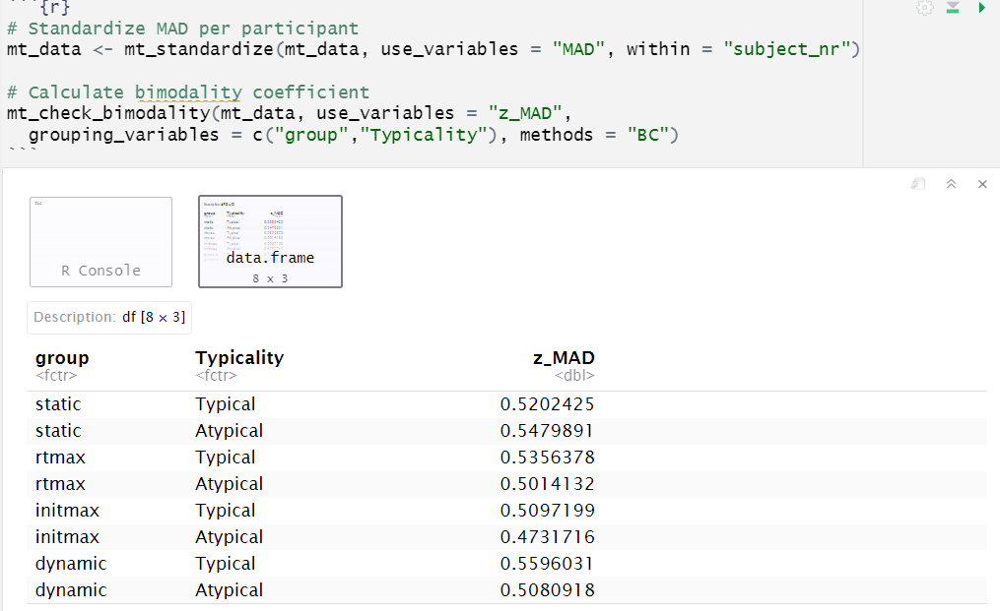 ```{r}
# Standardize MAD per participant
mt_data <- mt_standardize(mt_data, use_variables = "MAD", within = "subject_nr")
# Calculate bimodality coefficient
mt_check_bimodality(mt_data, use_variables = "z_MAD",
grouping_variables = c("group","Typicality"), methods = "BC")
```
R Console
data.frame
8 x 3
Description: df [8 × 3]
group Typicality z_MAD
<fctr> <fctr> <dbl>
static Typical 0.5202425
static Atypical 0.5479891
rtmax Typical 0.5356378
rtmax Atypical 0.5014132
initmax Typical 0.5097199
initmax Atypical 0.4731716
dynamic Typical 0.5596031
dynamic Atypical 0.5080918